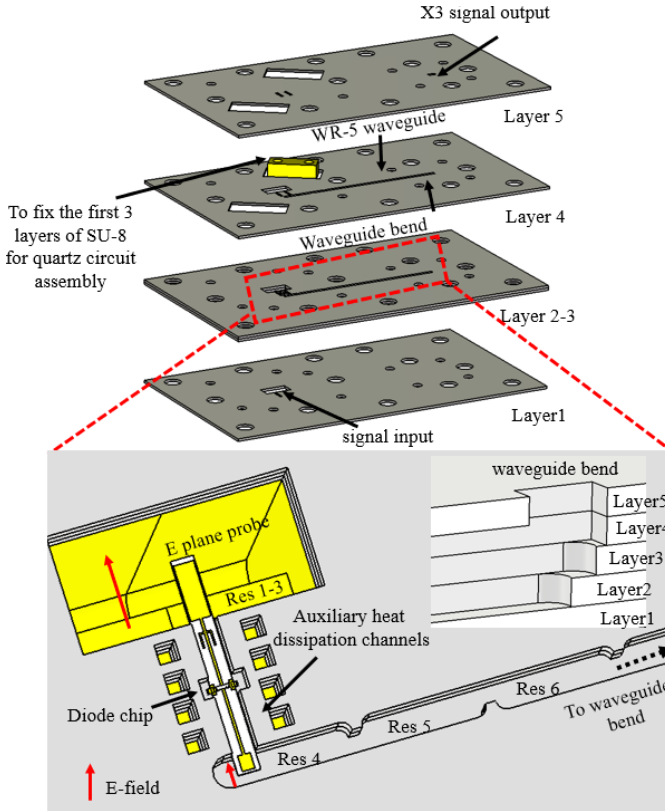 X3 signal output
Layer 5
WR-5 waveguide
To fix the first 3
layers of SU-8
for quartz circuit
assembly
Layer 4
Waveguide bend
Layer 2-3
Layer1
signal input
waveguide bend
Layer5
Layer4
Layer3
Layer2
Layer1
E plane probe
Res 1-3
Auxiliary heat
dissipation channels
Diode chip
Res 4
Res 5
Res 6
To waveguide
bend
E-field